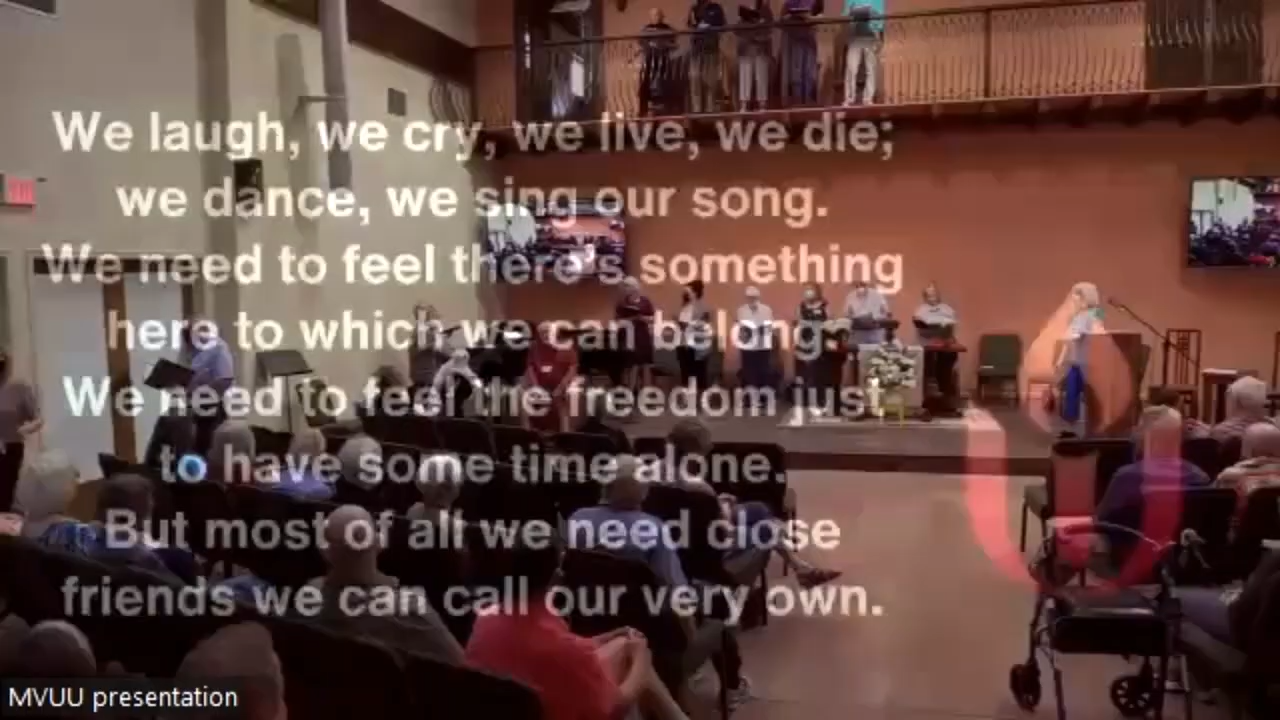 We laugh, we cry, we live, we die;
we dance, we sing our song.
We need to feel there's something
here to which we can belong.
We need to feel the freedom just
to have some time alone.
But most of all we need close
friends we can call our very own.
MVUU presentation